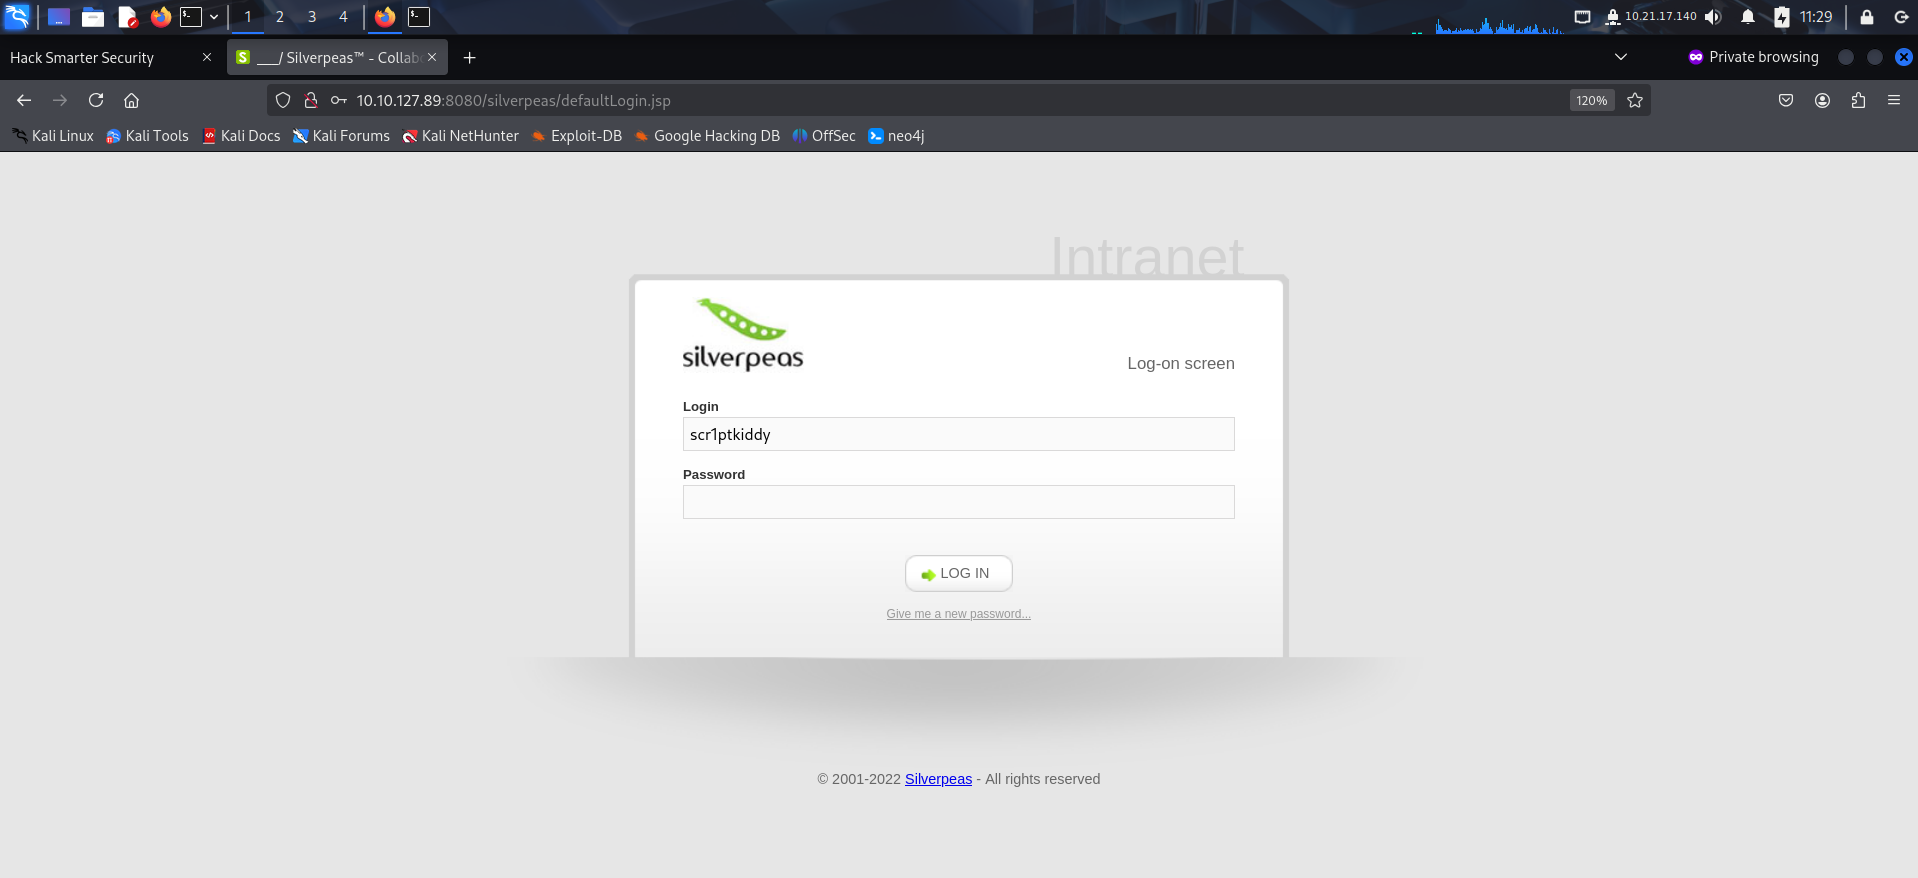 1 2 3 4 10.21.17.140 11:29
Hack Smarter Security ___/ Silverpeas™ - Collab Private browsing
10.10.127.89:8080/silverpeas/defaultLogin.jsp 120%
Kali Linux Kali Tools Kali Docs Kali Forums Kali NetHunter Exploit-DB Google Hacking DB OffSec neo4j
Intranet
silverpeas
Log-on screen
Login
scr1ptkiddy
Password
LOG IN
Give me a new password...
© 2001-2022 Silverpeas - All rights reserved